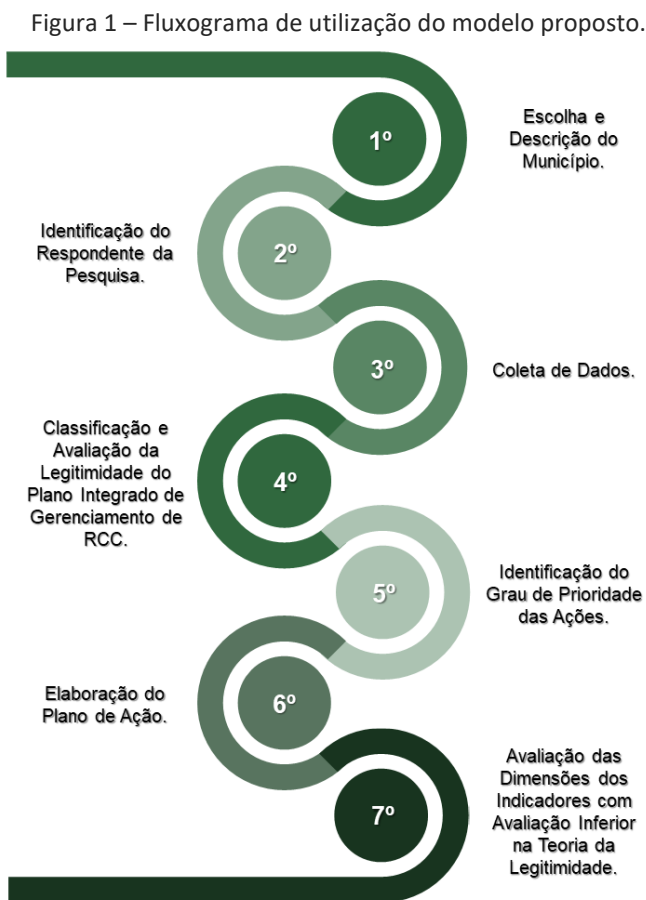 Figura 1 – Fluxograma de utilização do modelo proposto.
1º
Escolha e
Descrição do
Município.
Identificação do
Respondente da
Pesquisa.
2º
3º
Coleta de Dados.
Classificação e
Avaliação da
Legitimidade do
Plano Integrado de
Gerenciamento de
RCC.
4º
5º
Identificação do
Grau de Prioridade
das Ações.
Elaboração do
Plano de Ação.
6º
7º
Avaliação das
Dimensões dos
Indicadores com
Avaliação Inferior
na Teoria da
Legitimidade.